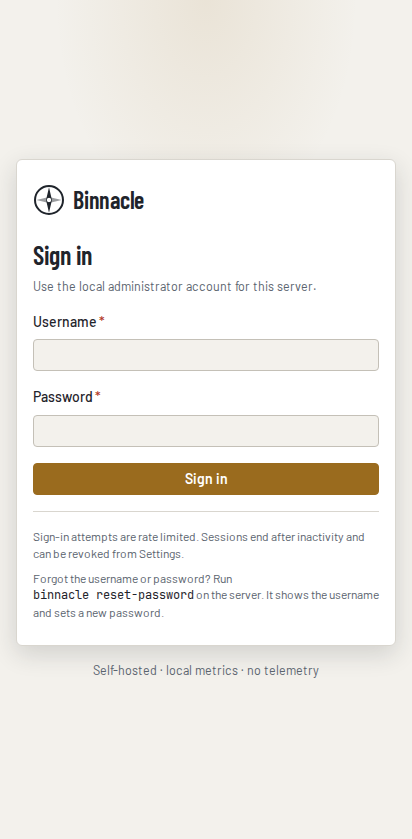 Binnacle
Sign in
Use the local administrator account for this server.
Username *
Password *
Sign in
Sign-in attempts are rate limited. Sessions end after inactivity and
can be revoked from Settings.
Forgot the username or password? Run
binnacle reset-password on the server. It shows the username
and sets a new password.
Self-hosted · local metrics · no telemetry